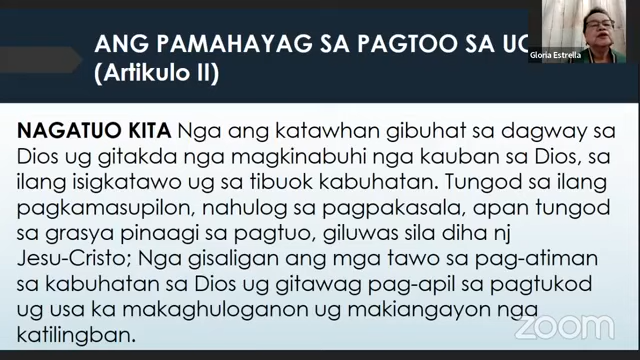 ANG PAMAHAYAG SA PAGTOO SA
(Artikulo II)
Gloria Estrella
NAGATUO KITA Nga ang katawhan gibuhat sa dagway sa
Dios ug gitakda nga magkinabuhi nga kauban sa Dios, sa
ilang isigkatawo ug sa tibuok kabuhatan. Tungod sa ilang
pagkamasupilon, nahulog sa pagpakasala, apan tungod
sa grasya pinaagi sa pagtuo, giluwas sila diha nj
Jesu-Cristo; Nga gisaligan ang mga tawo sa pag-atiman
sa kabuhatan sa Dios ug gitawag pag-apil sa pagtukod
ug usa ka makaghuloganon ug makiangayon nga
katilingban.
zoom